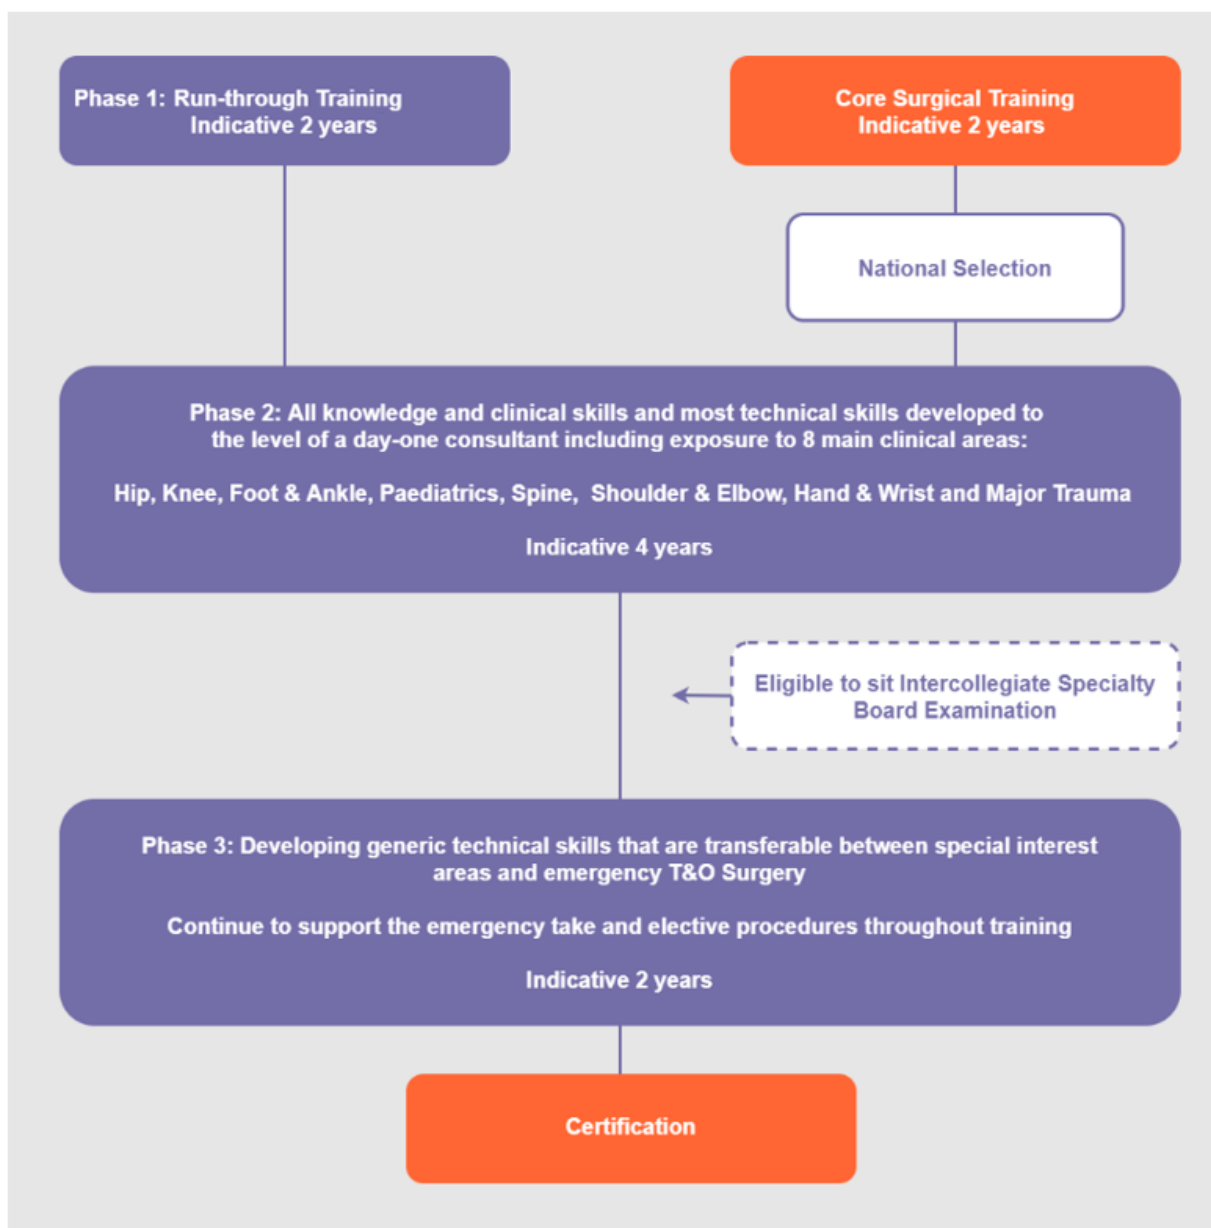 Phase 1: Run-through Training
Indicative 2 years
Core Surgical Training
Indicative 2 years
National Selection
Phase 2: All knowledge and clinical skills and most technical skills developed to
the level of a day-one consultant including exposure to 8 main clinical areas:
Hip, Knee, Foot & Ankle, Paediatrics, Spine, Shoulder & Elbow, Hand & Wrist and Major Trauma
Indicative 4 years
Eligible to sit Intercollegiate Specialty
Board Examination
Phase 3: Developing generic technical skills that are transferable between special interest
areas and emergency T&O Surgery
Continue to support the emergency take and elective procedures throughout training
Indicative 2 years
Certification